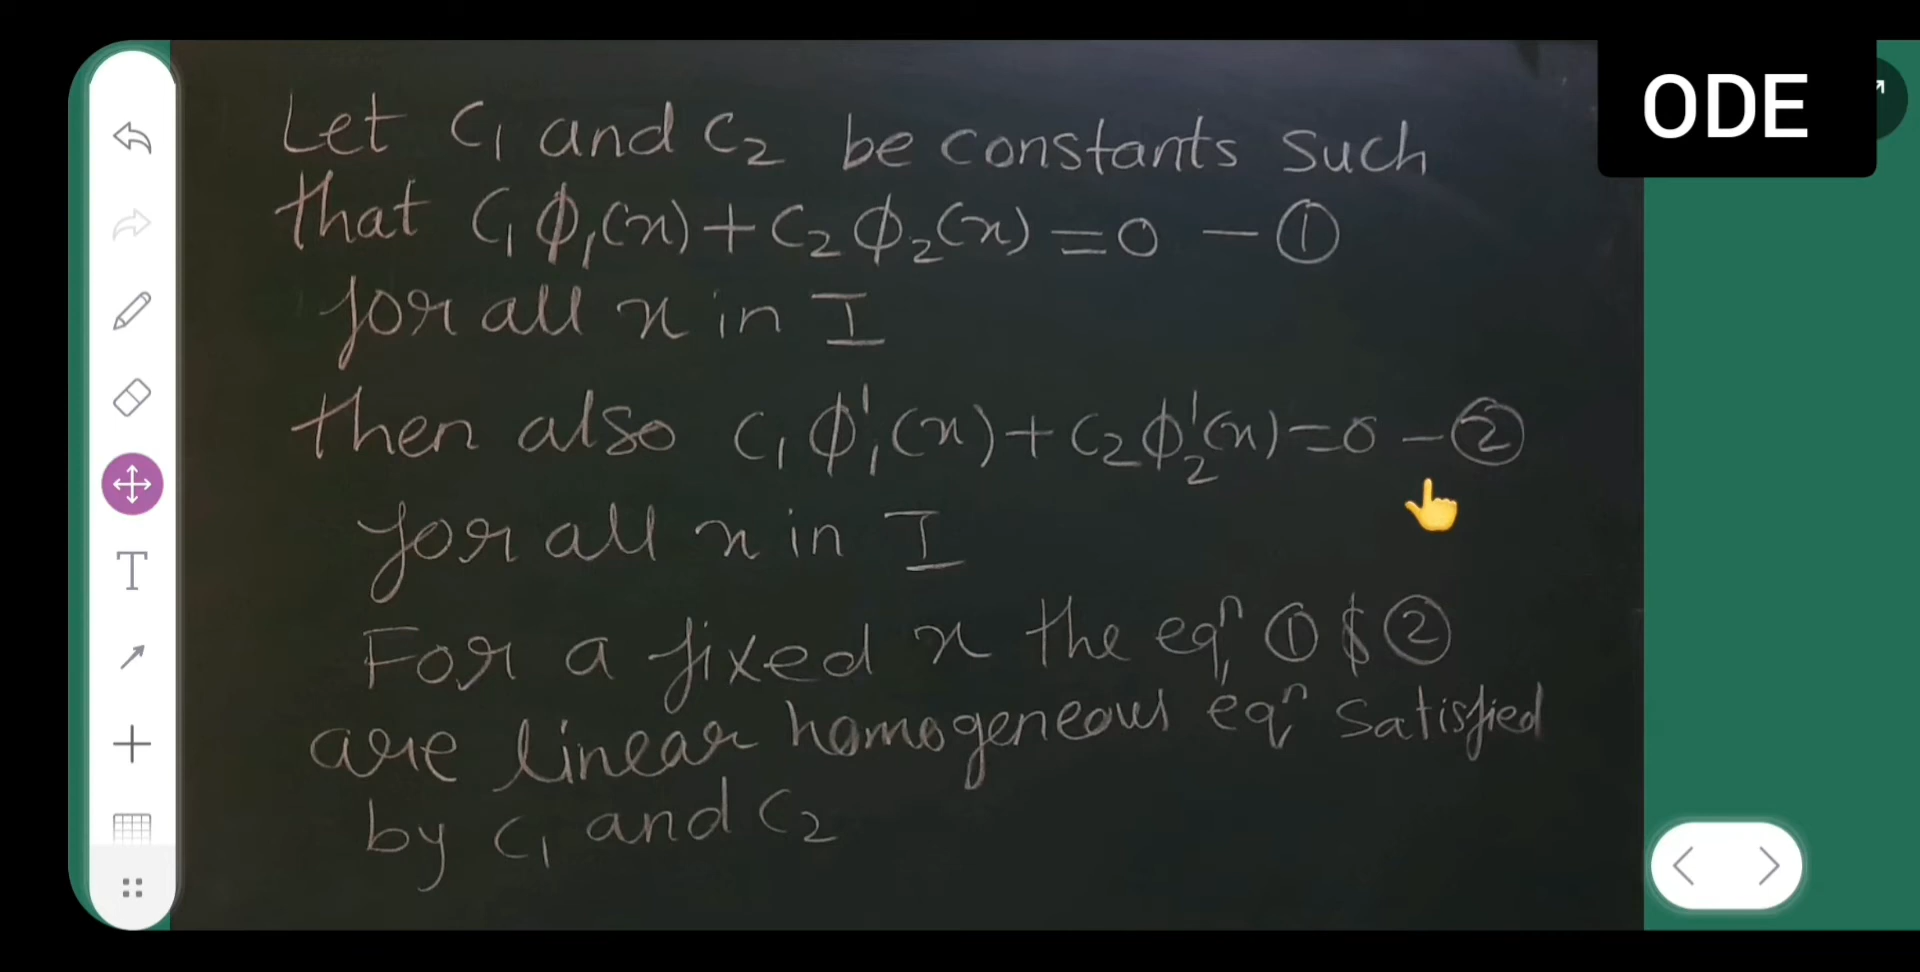 ODE
Let C₁ and C₂ be constants such
that C₁ϕ₁(x)+C₂ϕ₂(x)=0 - ①
for all x in I
then also C₁ϕ₁'(x)+C₂ϕ₂'(x)=0 - ②
for all x in I
For a fixed x the eqⁿ ① $ ②
are linear homogeneous eqⁿ satisfied
by C₁ and C₂
T